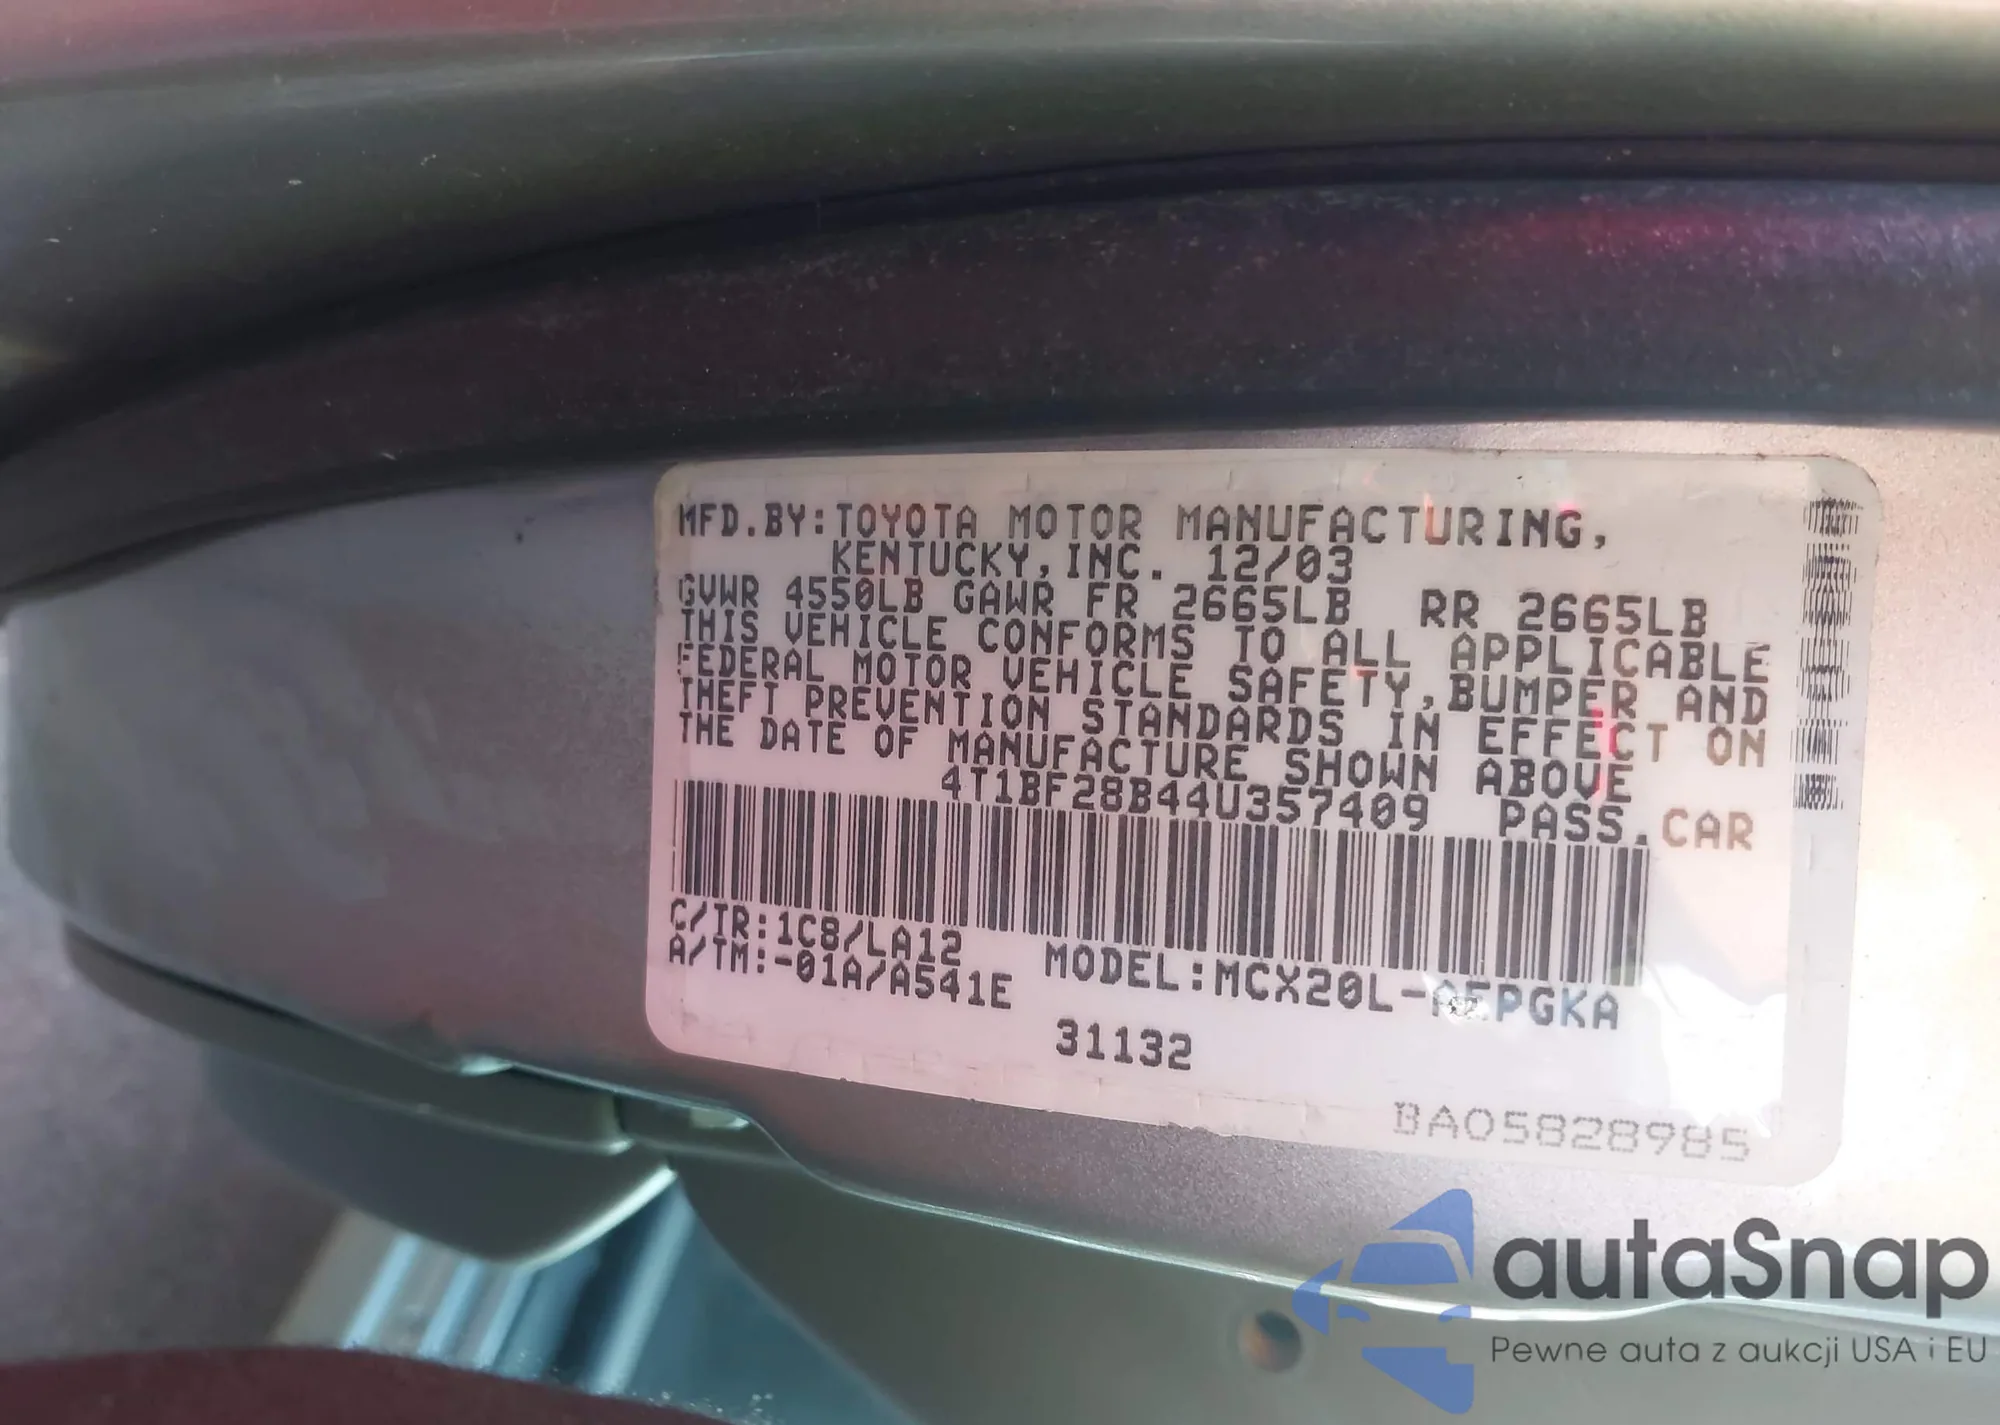 MFD.BY:TOYOTA MOTOR MANUFACTURING,
KENTUCKY,INC. 12/03
GVWR 4550LB GAWR FR 2665LB RR 2665LB
THIS VEHICLE CONFORMS TO ALL APPLICABLE
FEDERAL MOTOR VEHICLE SAFETY,BUMPER AND
THEFT PREVENTION STANDARDS IN EFFECT ON
THE DATE OF MANUFACTURE SHOWN ABOVE
4T1BF28B44U357409 PASS.CAR
C/TR:1C8/LA12
A/TM:-01A/A541E MODEL:MCX20L-AEPGKA
31132
BA05828985
autaSnap
Pewne auta z aukcji USA i EU